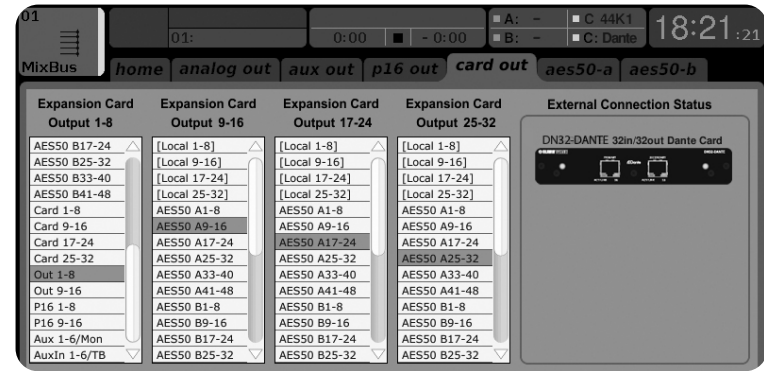 01
MixBus
01:
0:00 - 0:00
A: -
B: -
C 44K1
C: Dante
18:21:21
home analog out aux out p16 out card out aes50-a aes50-b
Expansion Card
Output 1-8
AES50 B17-24
AES50 B25-32
AES50 B33-40
AES50 B41-48
Card 1-8
Card 9-16
Card 17-24
Card 25-32
Out 1-8
Out 9-16
P16 1-8
P16 9-16
Aux 1-6/Mon
AuxIn 1-6/TB
Expansion Card
Output 9-16
[Local 1-8]
[Local 9-16]
[Local 17-24]
[Local 25-32]
AES50 A1-8
AES50 A9-16
AES50 A17-24
AES50 A25-32
AES50 A33-40
AES50 A41-48
AES50 B1-8
AES50 B9-16
AES50 B17-24
AES50 B25-32
Expansion Card
Output 17-24
[Local 1-8]
[Local 9-16]
[Local 17-24]
[Local 25-32]
AES50 A1-8
AES50 A9-16
AES50 A17-24
AES50 A25-32
AES50 A33-40
AES50 A41-48
AES50 B1-8
AES50 B9-16
AES50 B17-24
AES50 B25-32
Expansion Card
Output 25-32
[Local 1-8]
[Local 9-16]
[Local 17-24]
[Local 25-32]
AES50 A1-8
AES50 A9-16
AES50 A17-24
AES50 A25-32
AES50 A33-40
AES50 A41-48
AES50 B1-8
AES50 B9-16
AES50 B17-24
AES50 B25-32
External Connection Status
DN32-DANTE 32in/32out Dante Card